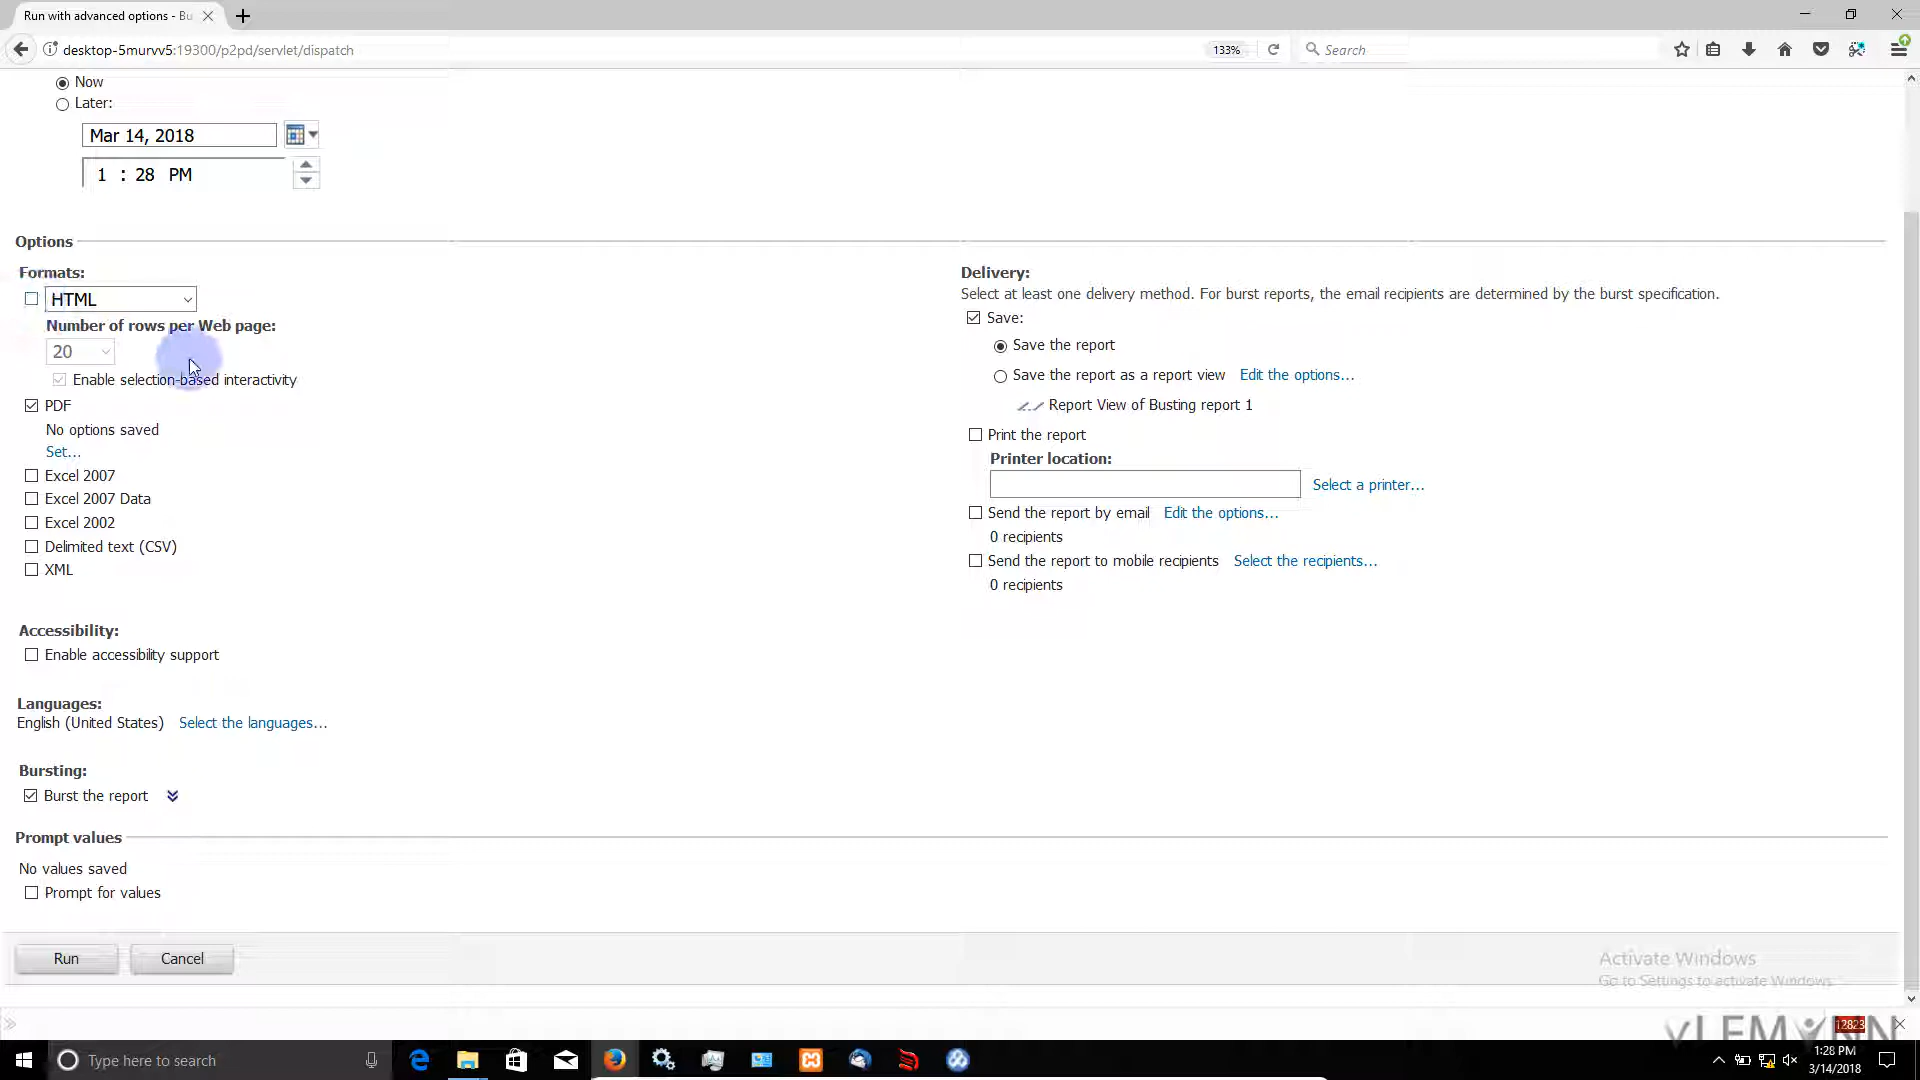 Run with advanced options - Bu
desktop-5murvv5:19300/p2pd/servlet/dispatch
133%
Search
Now
Later:
Mar 14, 2018
1 : 28 PM
Options
Formats:
HTML
Number of rows per Web page:
20
Enable selection-based interactivity
PDF
No options saved
Set...
Excel 2007
Excel 2007 Data
Excel 2002
Delimited text (CSV)
XML
Accessibility:
Enable accessibility support
Languages:
English (United States) Select the languages...
Bursting:
Burst the report
Prompt values
No values saved
Prompt for values
Run
Cancel
Delivery:
Select at least one delivery method. For burst reports, the email recipients are determined by the burst specification.
Save:
Save the report
Save the report as a report view Edit the options...
Report View of Busting report 1
Print the report
Printer location:
Select a printer...
Send the report by email Edit the options...
0 recipients
Send the report to mobile recipients Select the recipients...
0 recipients
Activate Windows
Go to Settings to activate Windows.
12823
Type here to search
1:28 PM
3/14/2018